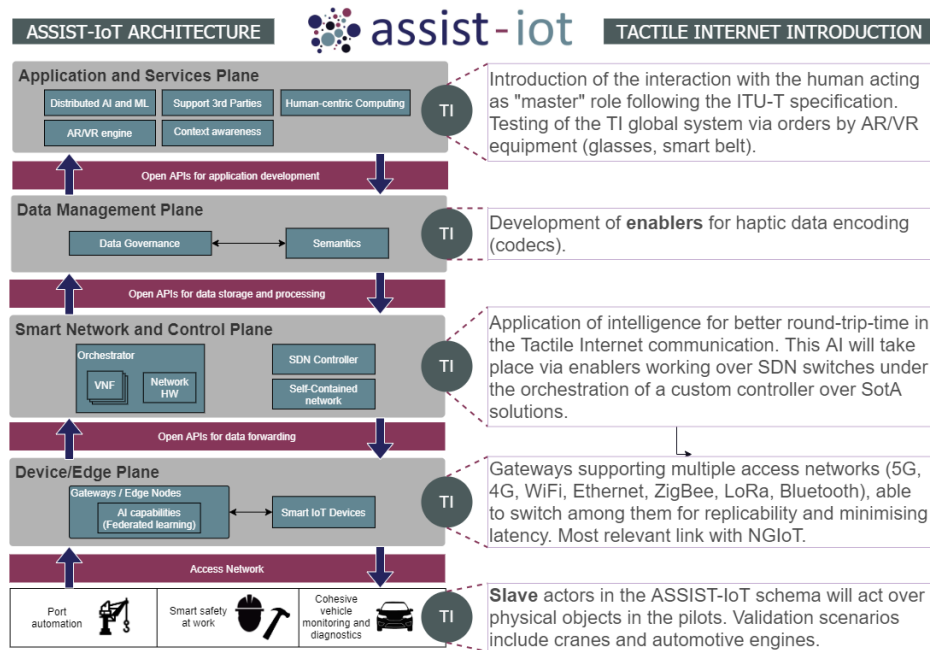 ASSIST-IoT ARCHITECTURE
assist-iot
TACTILE INTERNET INTRODUCTION
Application and Services Plane
Distributed AI and ML
Support 3rd Parties
Human-centric Computing
AR/VR engine
Context awareness
TI
Introduction of the interaction with the human acting
as "master" role following the ITU-T specification.
Testing of the TI global system via orders by AR/VR
equipment (glasses, smart belt).
Open APIs for application development
Data Management Plane
Data Governance
Semantics
TI
Development of enablers for haptic data encoding
(codecs).
Open APIs for data storage and processing
Smart Network and Control Plane
Orchestrator
VNF
Network
HW
SDN Controller
Self-Contained
network
TI
Application of intelligence for better round-trip-time in
the Tactile Internet communication. This AI will take
place via enablers working over SDN switches under
the orchestration of a custom controller over SotA
solutions.
Open APIs for data forwarding
Device/Edge Plane
Gateways / Edge Nodes
AI capabilities
(Federated learning)
Smart IoT Devices
TI
Gateways supporting multiple access networks (5G,
4G, WiFi, Ethernet, ZigBee, LoRa, Bluetooth), able
to switch among them for replicability and minimising
latency. Most relevant link with NGIoT.
Access Network
Port
automation
Smart safety
at work
Cohesive
vehicle
monitoring and
diagnostics
TI
Slave actors in the ASSIST-IoT schema will act over
physical objects in the pilots. Validation scenarios
include cranes and automotive engines.